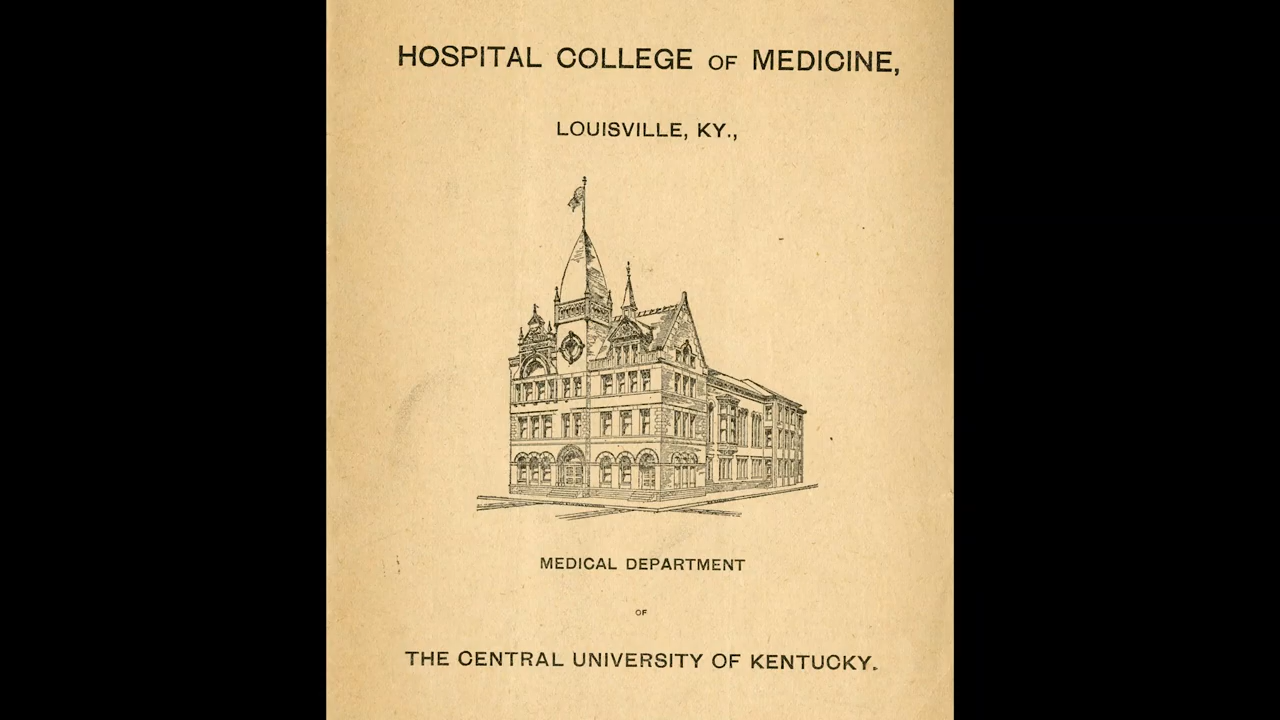 HOSPITAL COLLEGE OF MEDICINE,
LOUISVILLE, KY.,
MEDICAL DEPARTMENT
OF
THE CENTRAL UNIVERSITY OF KENTUCKY.